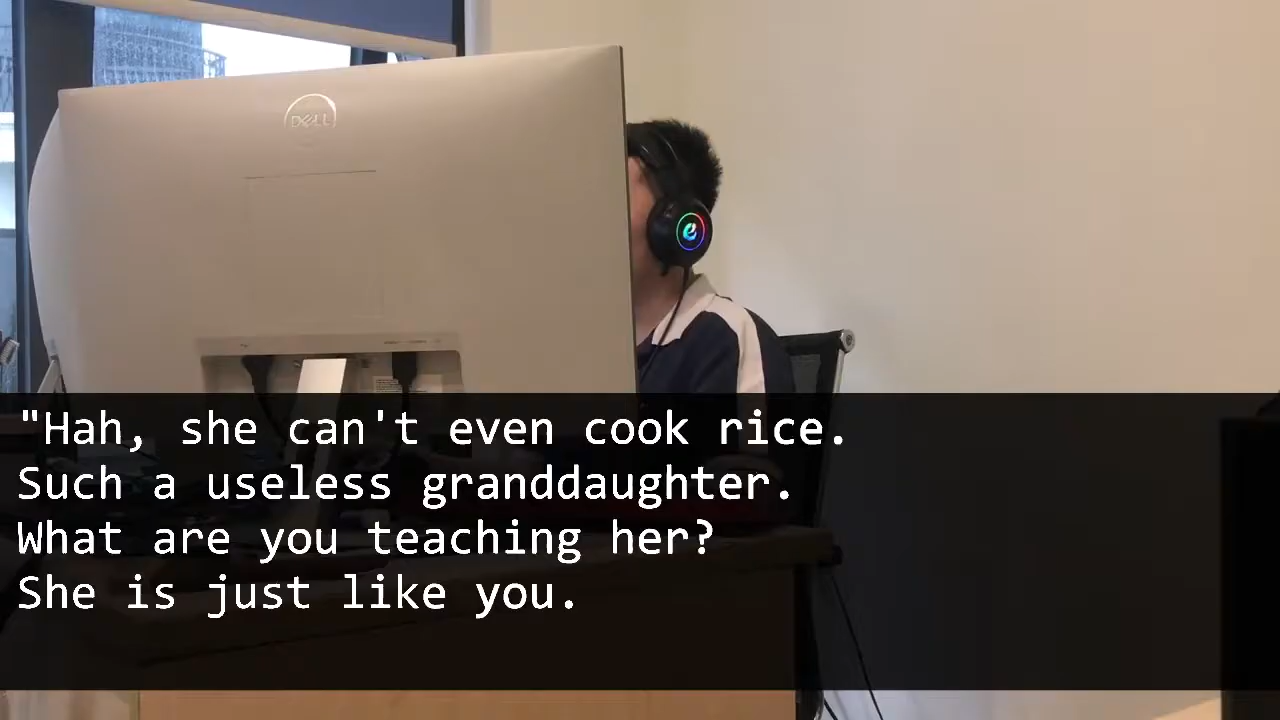 DELL
"Hah, she can't even cook rice.
Such a useless granddaughter.
What are you teaching her?
She is just like you.